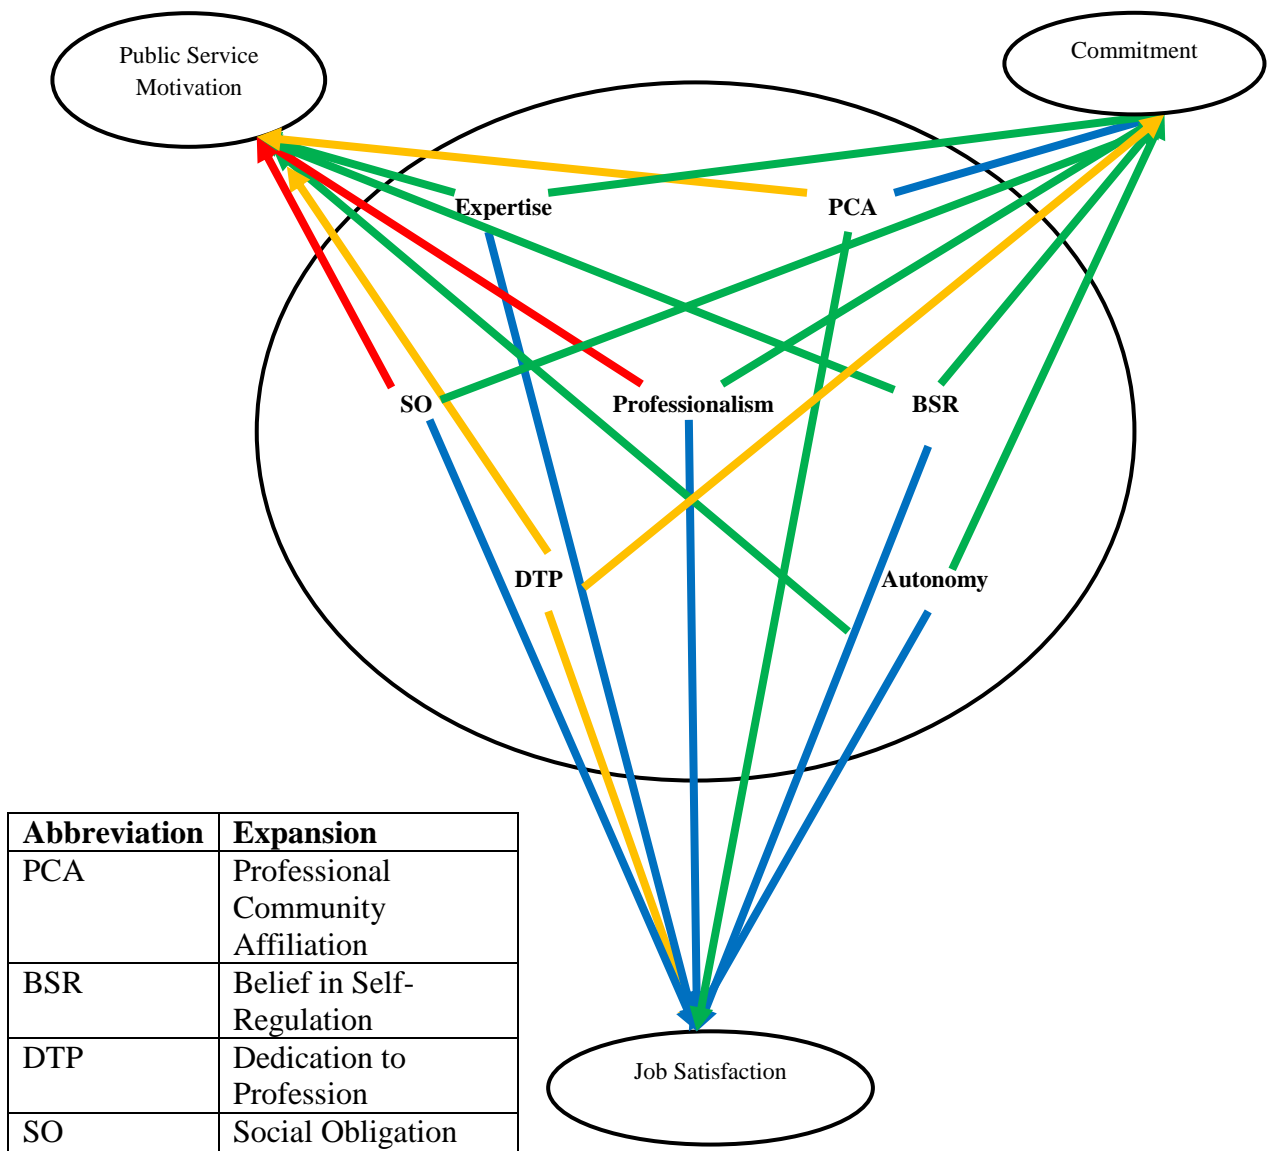 Public Service
Motivation
Commitment
Expertise
PCA
SO
Professionalism
BSR
DTP
Autonomy
Job Satisfaction
Abbreviation Expansion
PCA Professional
Community
Affiliation
BSR Belief in Self-
Regulation
DTP Dedication to
Profession
SO Social Obligation